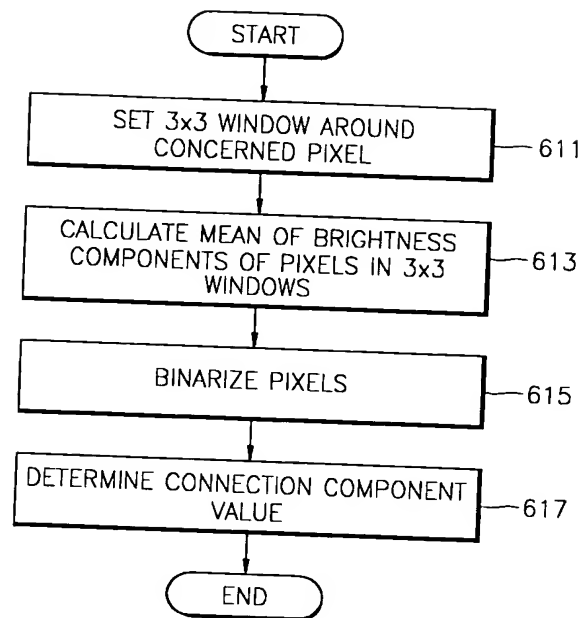 START
SET 3x3 WINDOW AROUND
CONCERNED PIXEL
611
CALCULATE MEAN OF BRIGHTNESS
COMPONENTS OF PIXELS IN 3x3
WINDOWS
613
BINARIZE PIXELS
615
DETERMINE CONNECTION COMPONENT
VALUE
617
END